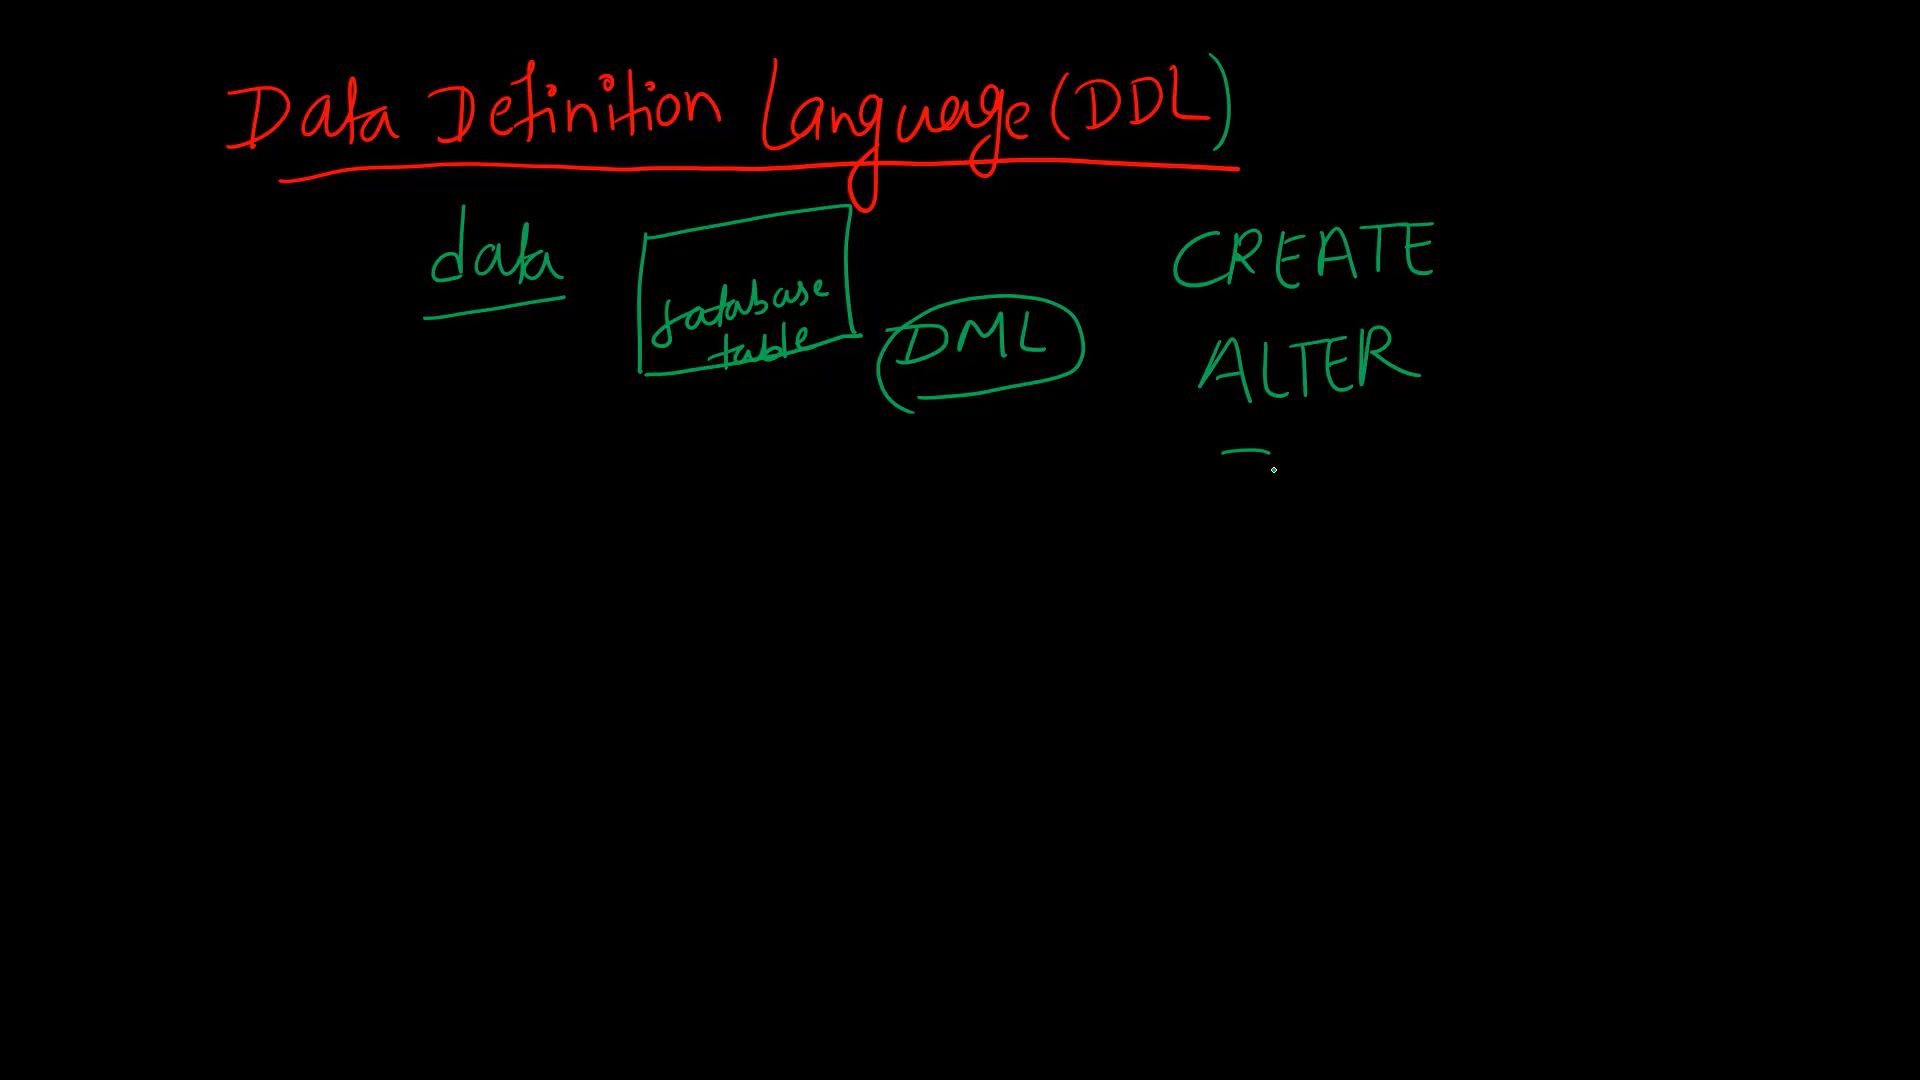 Data Definition Language (DDL)
data
database
table
DML
CREATE
ALTER